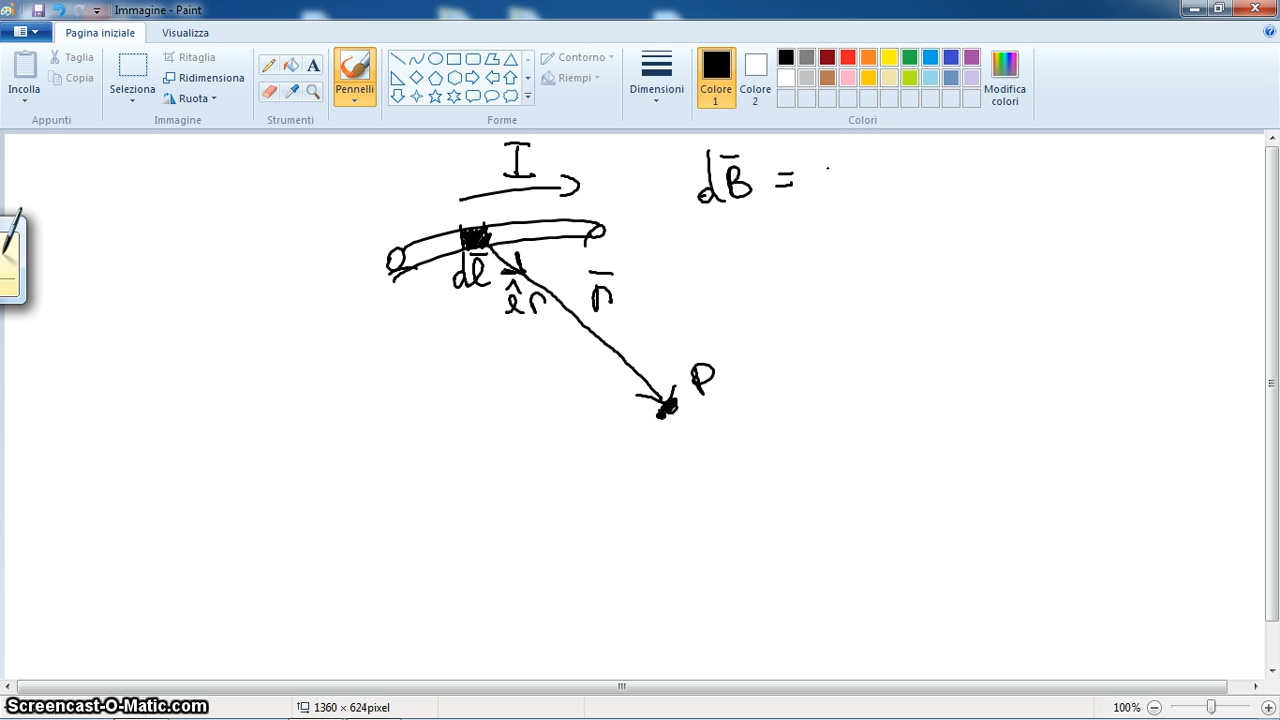 Immagine - Paint
Pagina iniziale
Visualizza
Incolla
Taglia
Copia
Appunti
Seleziona
Ritaglia
Ridimensiona
Ruota
Immagine
Strumenti
Pennelli
Forme
Contorno
Riempi
Dimensioni
Colore 1
Colore 2
Modifica colori
Colori
I
dB̅ =
dl̅
êr
r̅
P
Screencast-O-Matic.com
1360 × 624pixel
100%